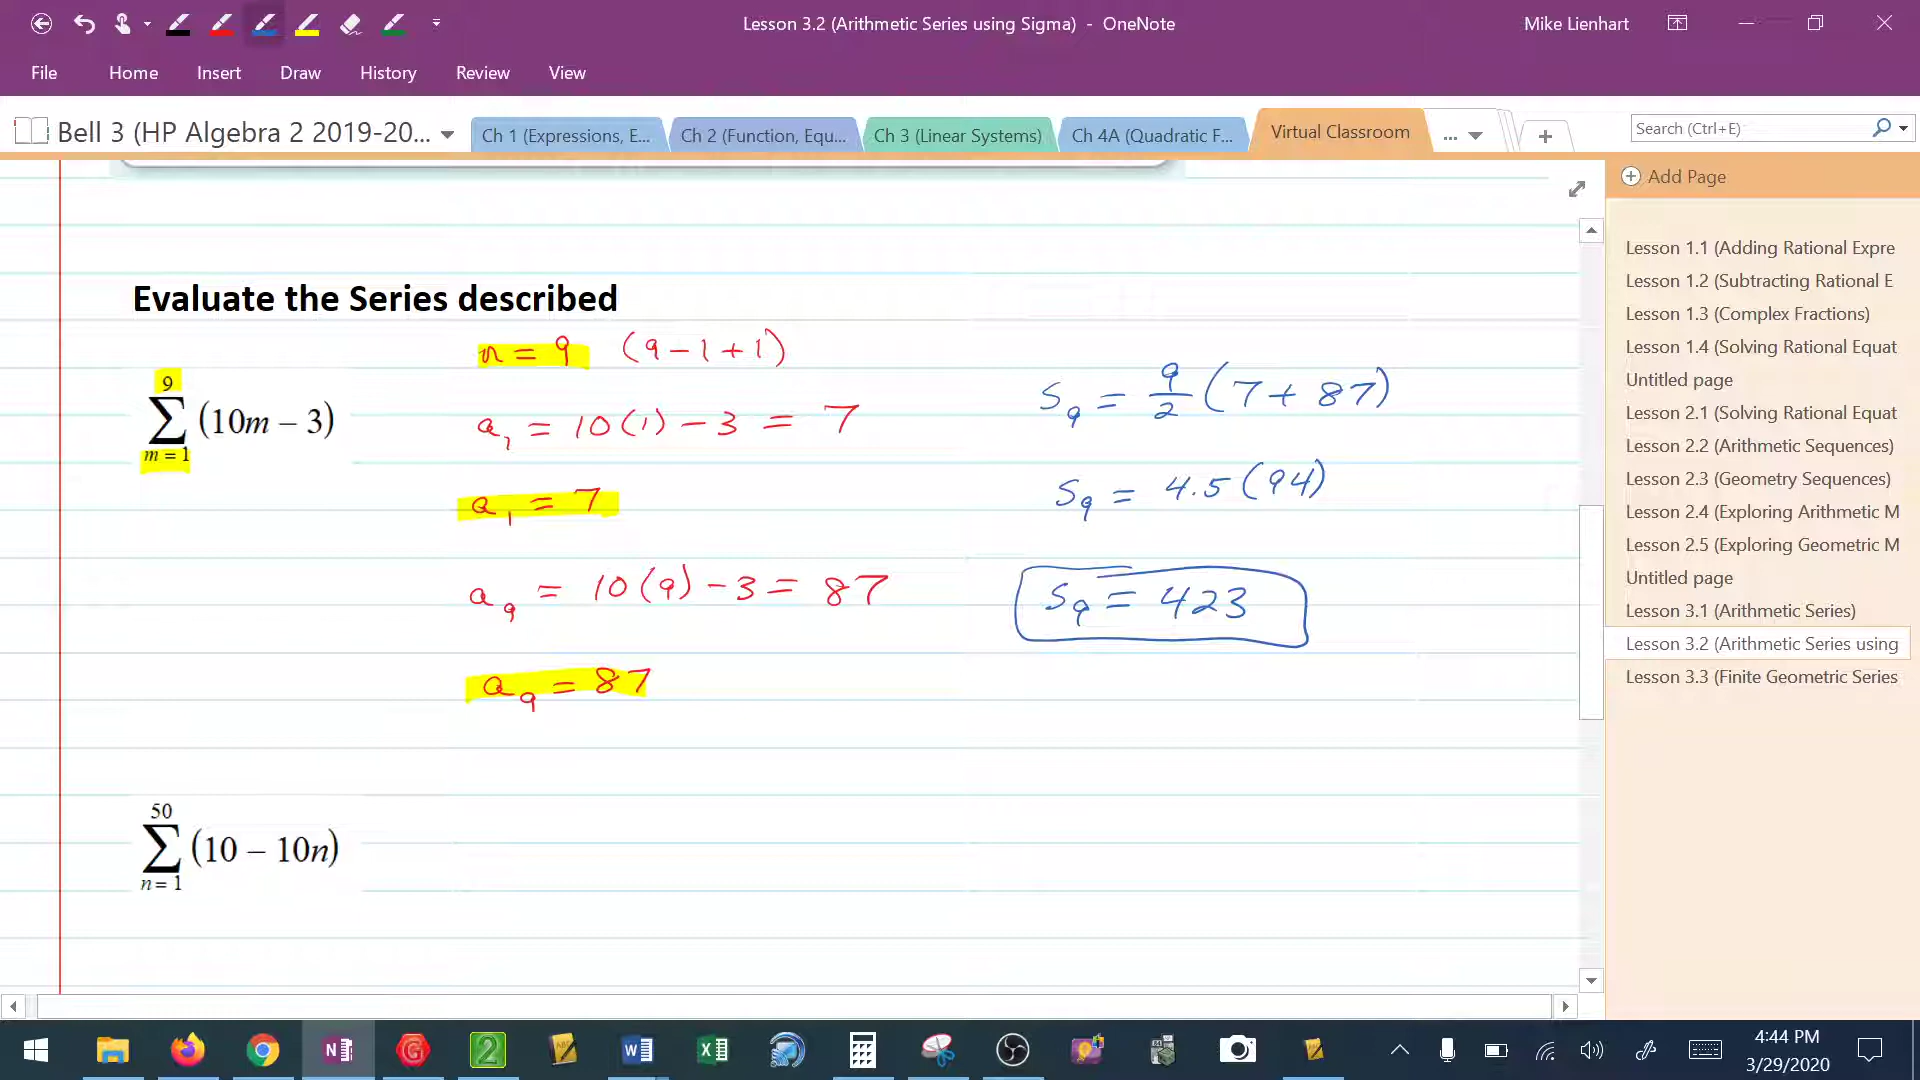 Lesson 3.2 (Arithmetic Series using Sigma) - OneNote
Mike Lienhart
File Home Insert Draw History Review View
Bell 3 (HP Algebra 2 2019-20...
Ch 1 (Expressions, E...
Ch 2 (Function, Equ...
Ch 3 (Linear Systems)
Ch 4A (Quadratic F...
Virtual Classroom
...
Search (Ctrl+E)
Add Page
Lesson 1.1 (Adding Rational Expre
Lesson 1.2 (Subtracting Rational E
Lesson 1.3 (Complex Fractions)
Lesson 1.4 (Solving Rational Equat
Untitled page
Lesson 2.1 (Solving Rational Equat
Lesson 2.2 (Arithmetic Sequences)
Lesson 2.3 (Geometry Sequences)
Lesson 2.4 (Exploring Arithmetic M
Lesson 2.5 (Exploring Geometric M
Untitled page
Lesson 3.1 (Arithmetic Series)
Lesson 3.2 (Arithmetic Series using
Lesson 3.3 (Finite Geometric Series
Evaluate the Series described
9
∑ (10m – 3)
m = 1
n = 9 (9 - 1 + 1)
a₁ = 10(1) - 3 = 7
a₁ = 7
a₉ = 10(9) - 3 = 87
a₉ = 87
S₉ = 9/2 (7 + 87)
S₉ = 4.5 (94)
S₉ = 423
50
∑ (10 – 10n)
n = 1
4:44 PM
3/29/2020